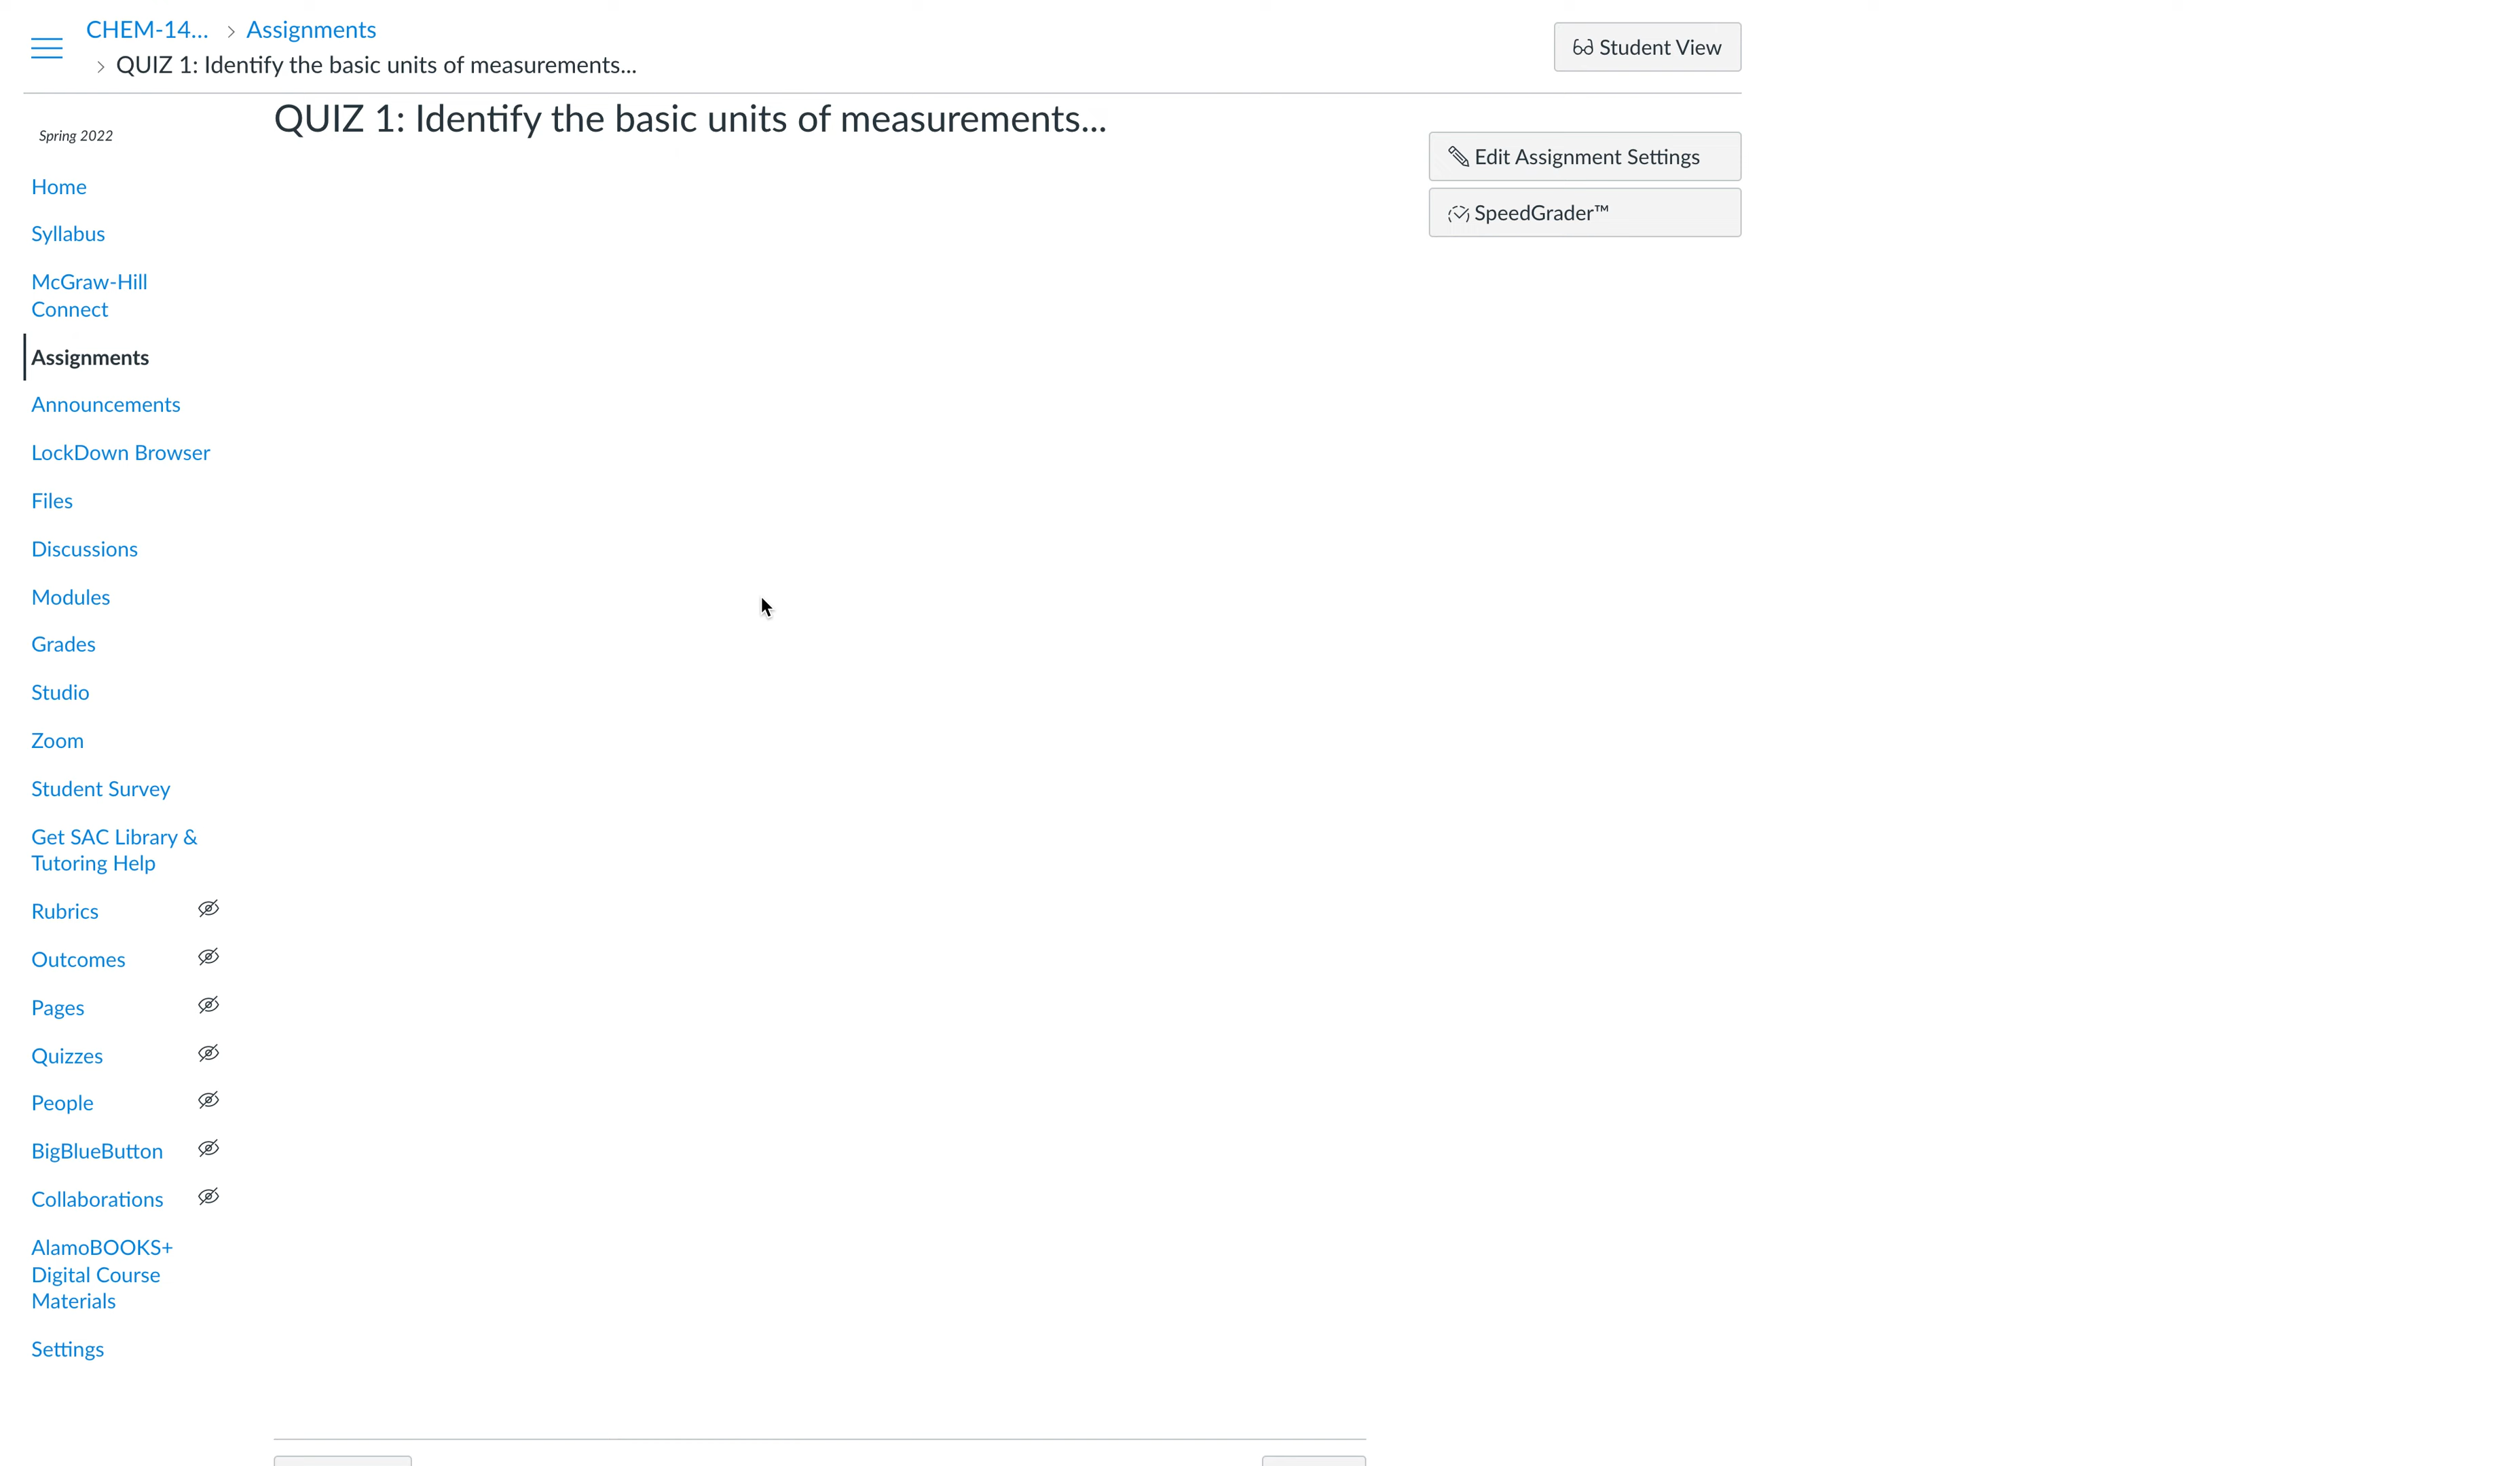 CHEM-14... > Assignments
> QUIZ 1: Identify the basic units of measurements...
Student View
Spring 2022
Home
Syllabus
McGraw-Hill
Connect
Assignments
Announcements
LockDown Browser
Files
Discussions
Modules
Grades
Studio
Zoom
Student Survey
Get SAC Library &
Tutoring Help
Rubrics
Outcomes
Pages
Quizzes
People
BigBlueButton
Collaborations
AlamoBOOKS+
Digital Course
Materials
Settings
QUIZ 1: Identify the basic units of measurements...
Edit Assignment Settings
SpeedGrader™